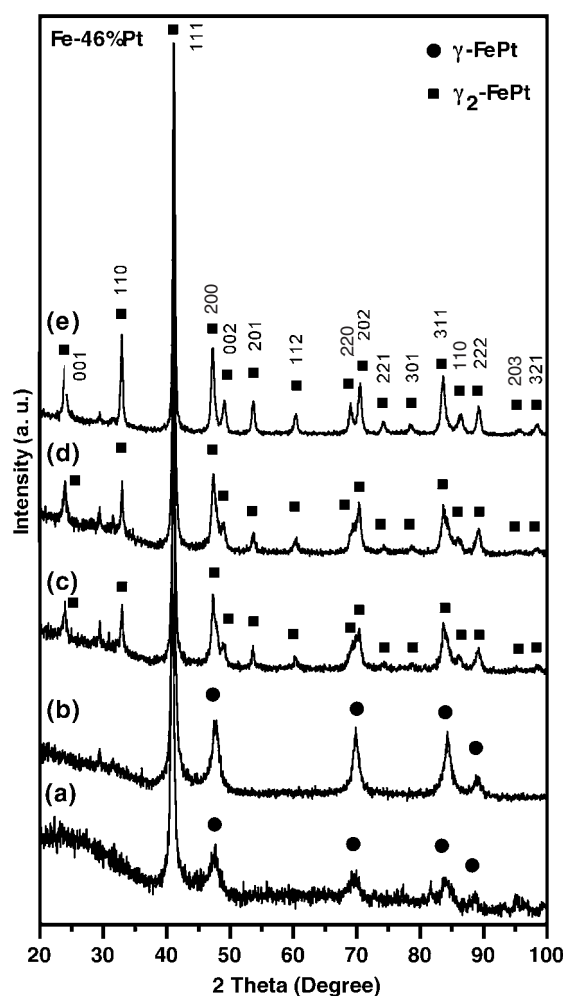 Fe-46%Pt
111
γ-FePt
γ2-FePt
(e)
001
110
200
002
201
112
220
202
221
301
311
110
222
203
321
(d)
(c)
(b)
(a)
Intensity (a. u.)
20 30 40 50 60 70 80 90 100
2 Theta (Degree)